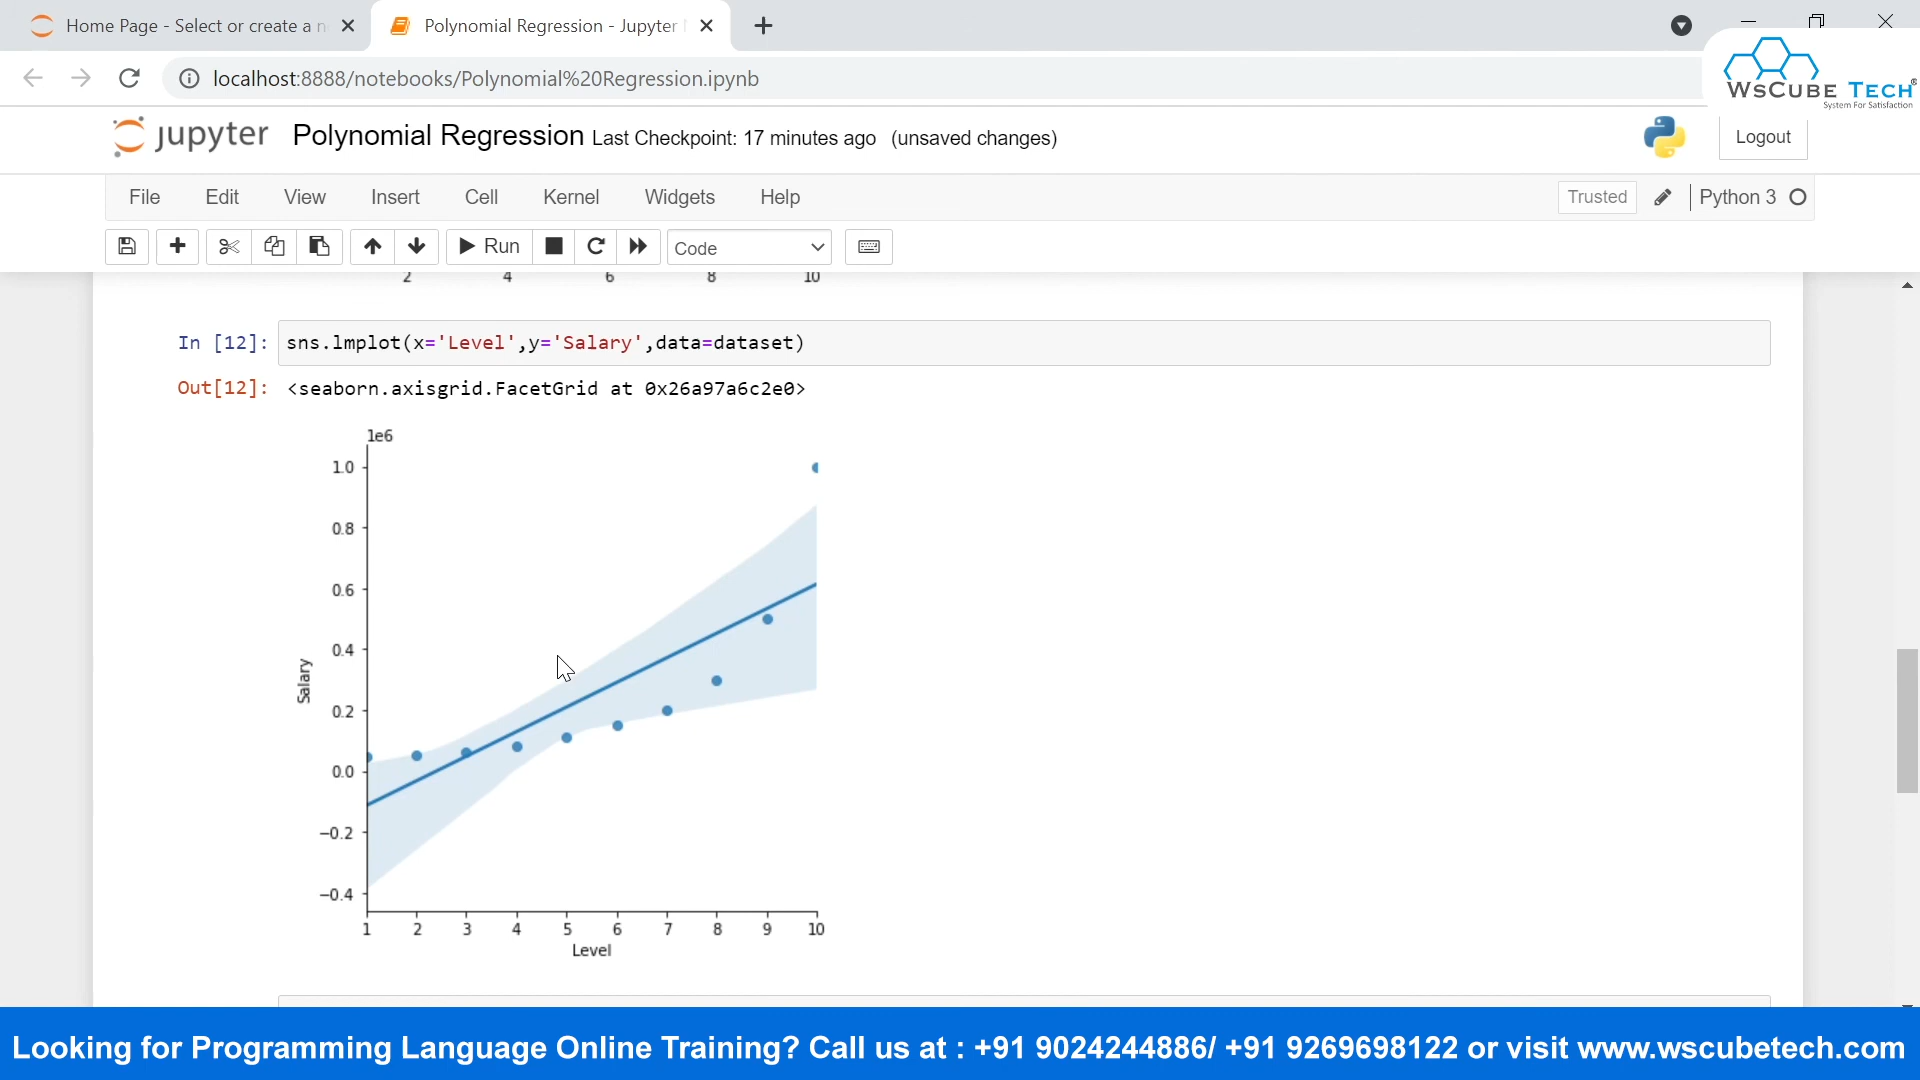 Home Page - Select or create a n
Polynomial Regression - Jupyter
localhost:8888/notebooks/Polynomial%20Regression.ipynb
WsCube Tech®
System For Satisfaction
jupyter Polynomial Regression Last Checkpoint: 17 minutes ago (unsaved changes)
Logout
File Edit View Insert Cell Kernel Widgets Help
Trusted Python 3
Run Code
2 4 6 8 10
In [12]: sns.lmplot(x='Level',y='Salary',data=dataset)
Out[12]: <seaborn.axisgrid.FacetGrid at 0x26a97a6c2e0>
1e6
1.0
0.8
0.6
0.4
0.2
0.0
−0.2
−0.4
Salary
1 2 3 4 5 6 7 8 9 10
Level
Looking for Programming Language Online Training? Call us at : +91 9024244886/ +91 9269698122 or visit www.wscubetech.com